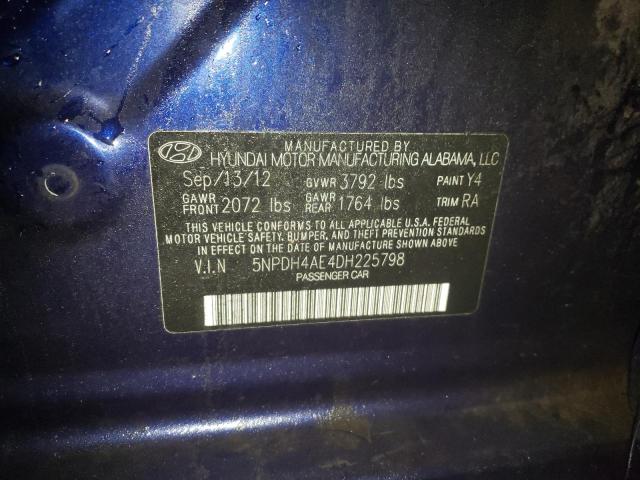 MANUFACTURED BY
HYUNDAI MOTOR MANUFACTURING ALABAMA, LLC
Sep/13/12 GVWR 3792 lbs PAINT Y4
GAWR FRONT 2072 lbs GAWR REAR 1764 lbs TRIM RA
THIS VEHICLE CONFORMS TO ALL APPLICABLE U.S.A. FEDERAL
MOTOR VEHICLE SAFETY, BUMPER, AND THEFT PREVENTION STANDARDS
IN EFFECT ON THE DATE OF MANUFACTURE SHOWN ABOVE.
V.I.N 5NPDH4AE4DH225798
PASSENGER CAR